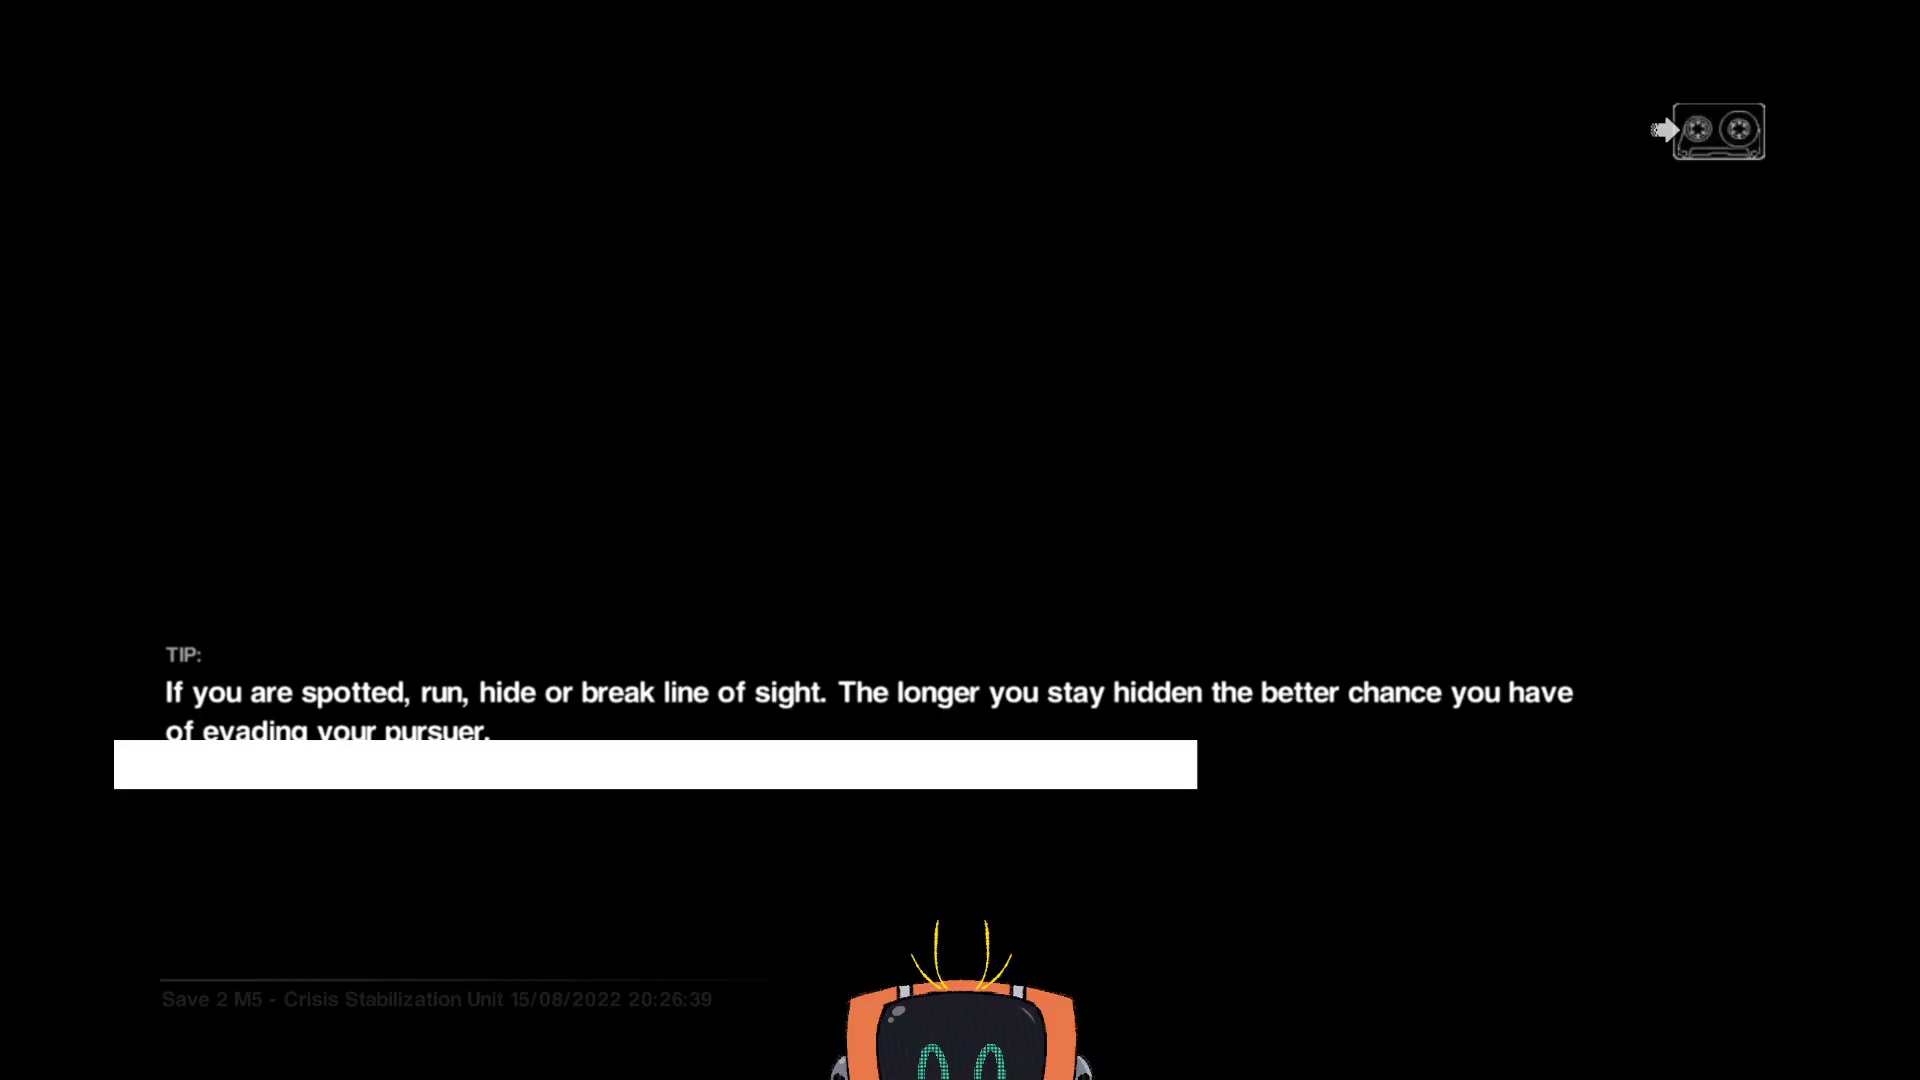 TIP:
If you are spotted, run, hide or break line of sight. The longer you stay hidden the better chance you have
of evading your pursuer.
Save 2 M5 - Crisis Stabilization Unit 15/08/2022 20:26:39